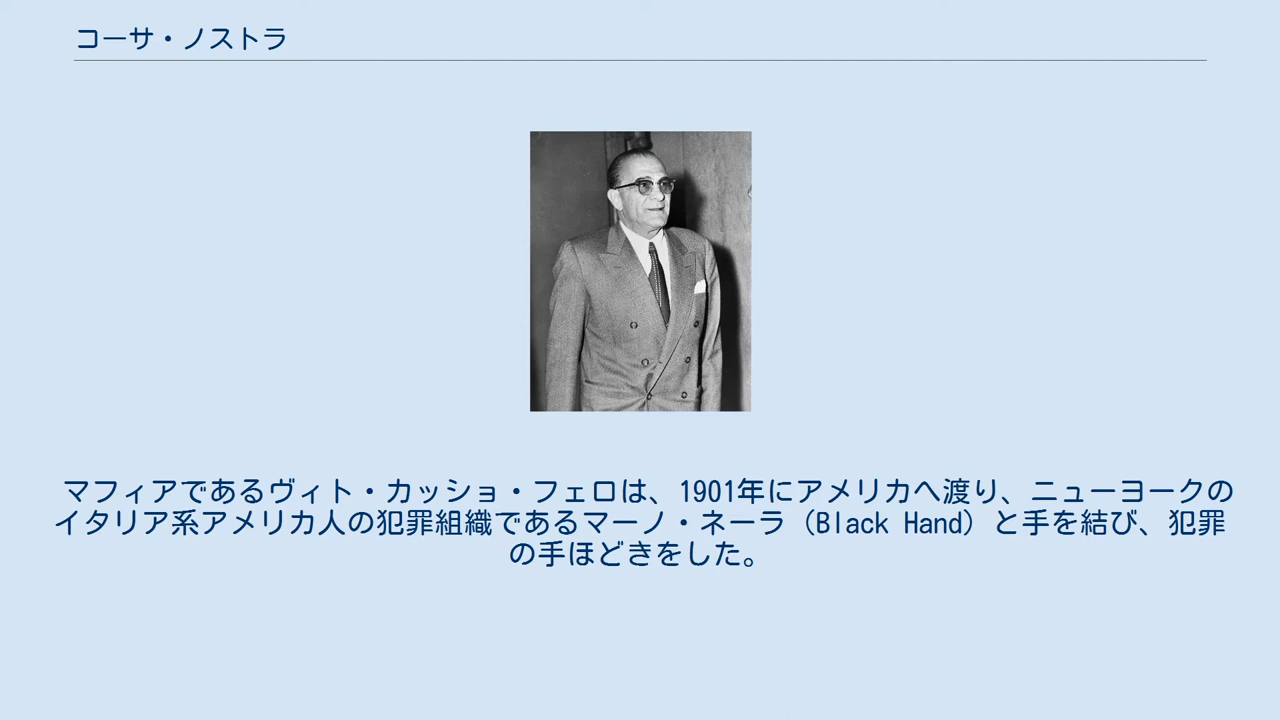 コーサ・ノストラ
マフィアであるヴィト・カッショ・フェロは、1901年にアメリカへ渡り、ニューヨークの
イタリア系アメリカ人の犯罪組織であるマーノ・ネーラ（Black Hand）と手を結び、犯罪
の手ほどきをした。